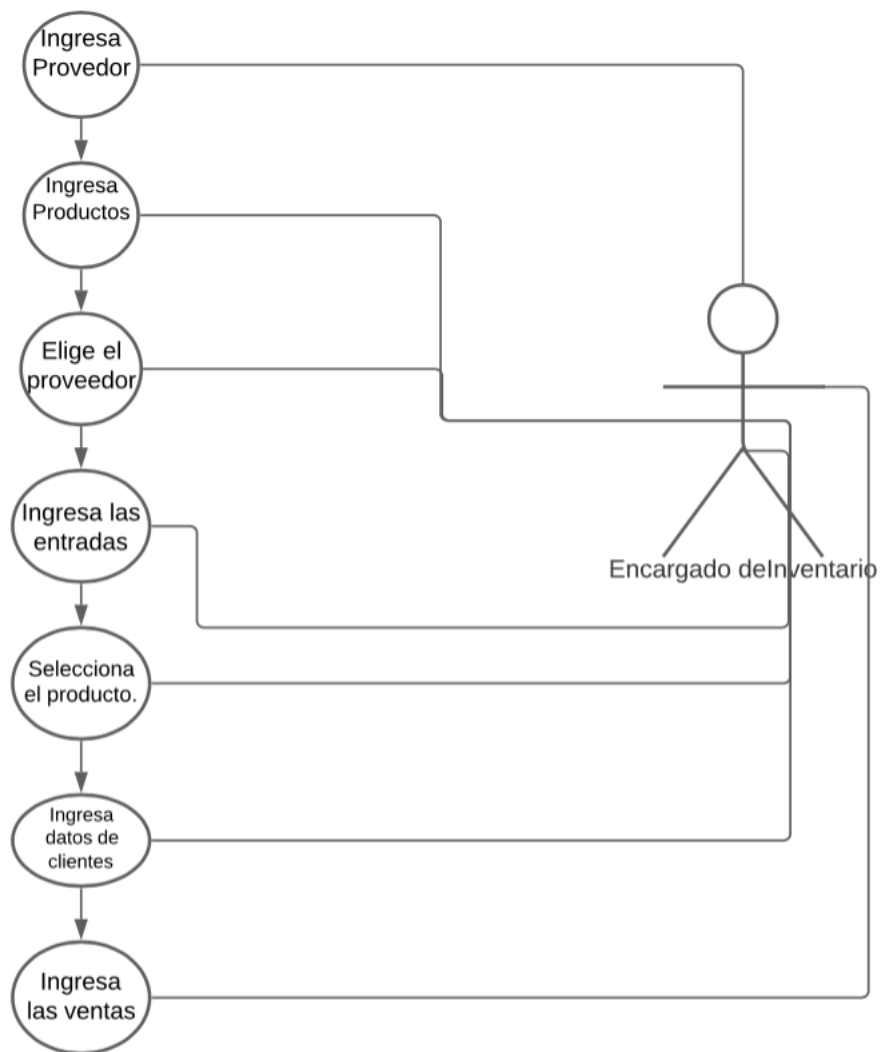 Ingresa
Provedor
Ingresa
Productos
Elige el
proveedor
Ingresa las
entradas
Encargado deInventario
Selecciona
el producto.
Ingresa
datos de
clientes
Ingresa
las ventas